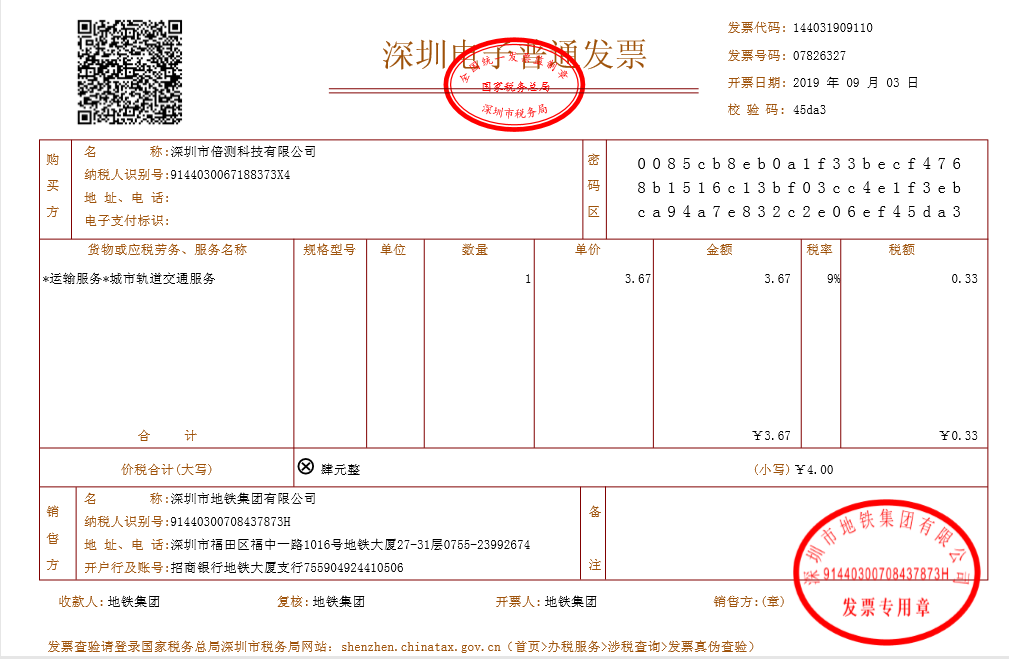 深圳电子普通发票
全国统一发票监制章
国家税务总局
深圳市税务局
发票代码: 144031909110
发票号码: 07826327
开票日期: 2019 年 09 月 03 日
校 验 码: 45da3
购买方
名 称:深圳市倍测科技有限公司
纳税人识别号:9144030067188373X4
地 址、电 话:
电子支付标识:
密码区
0085cb8eb0a1f33becf476
8b1516c13bf03cc4e1f3eb
ca94a7e832c2e06ef45da3
货物或应税劳务、服务名称 规格型号 单位 数量 单价 金额 税率 税额
*运输服务*城市轨道交通服务 1 3.67 3.67 9% 0.33
合 计 ￥3.67 ￥0.33
价税合计(大写) ⊗ 肆元整 (小写) ￥4.00
销售方
名 称:深圳市地铁集团有限公司
纳税人识别号:91440300708437873H
地 址、电 话:深圳市福田区福中一路1016号地铁大厦27-31层0755-23992674
开户行及账号:招商银行地铁大厦支行755904924410506
备注
深圳市地铁集团有限公司
91440300708437873H
发票专用章
收款人: 地铁集团 复核: 地铁集团 开票人: 地铁集团 销售方: (章)
发票查验请登录国家税务总局深圳市税务局网站: shenzhen.chinatax.gov.cn (首页>办税服务>涉税查询>发票真伪查验)